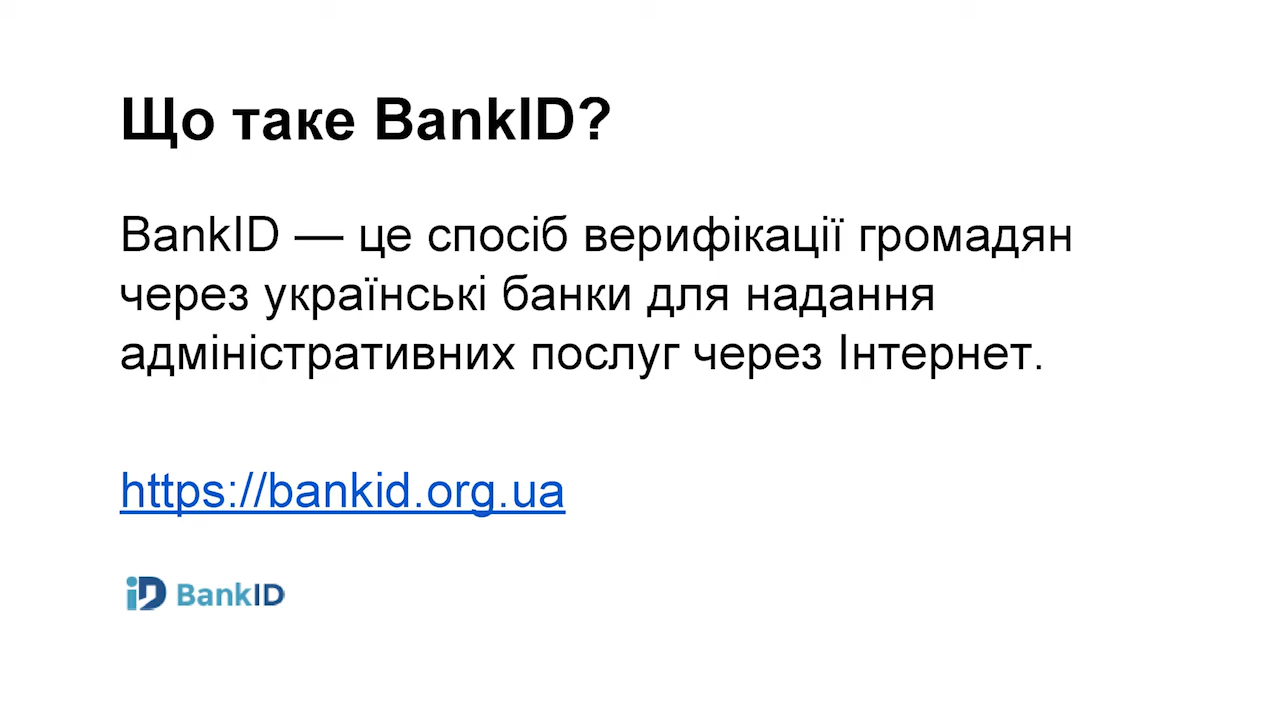 Що таке BankID?
BankID — це спосіб верифікації громадян
через українські банки для надання
адміністративних послуг через Інтернет.
https://bankid.org.ua
iD BankID